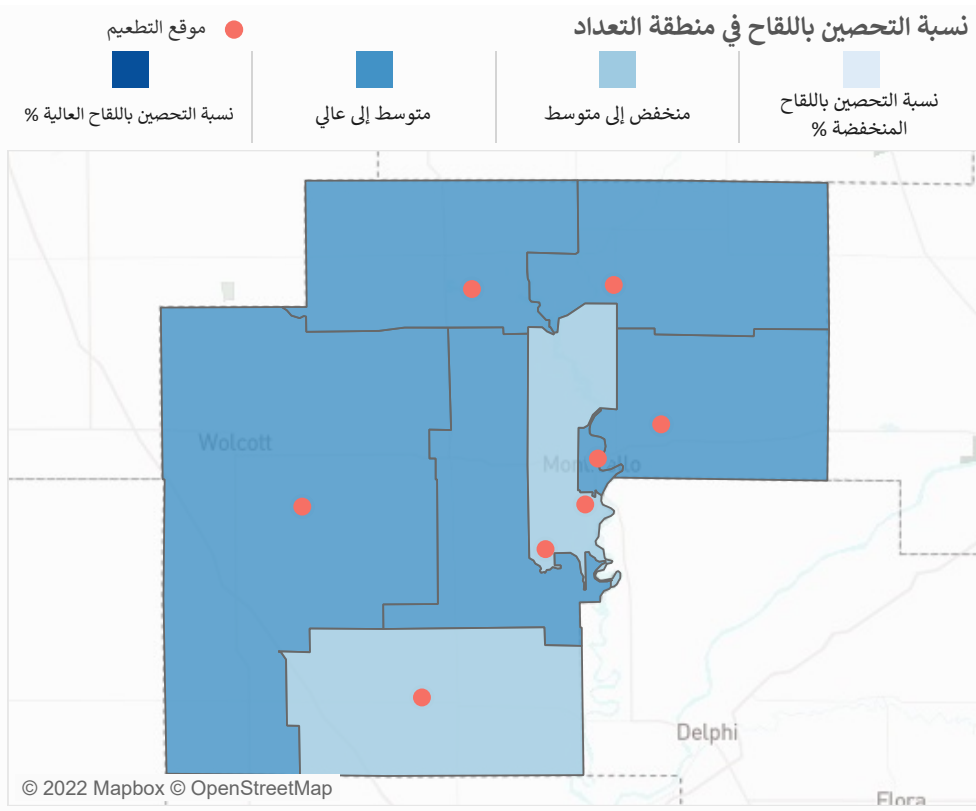 نسبة التحصين باللقاح في منطقة التعداد
موقع التطعيم
نسبة التحصين باللقاح
المنخفضة %
منخفض إلى متوسط
متوسط إلى عالي
نسبة التحصين باللقاح العالية %
Wolcott
Monticello
Delphi
Flora
© 2022 Mapbox © OpenStreetMap